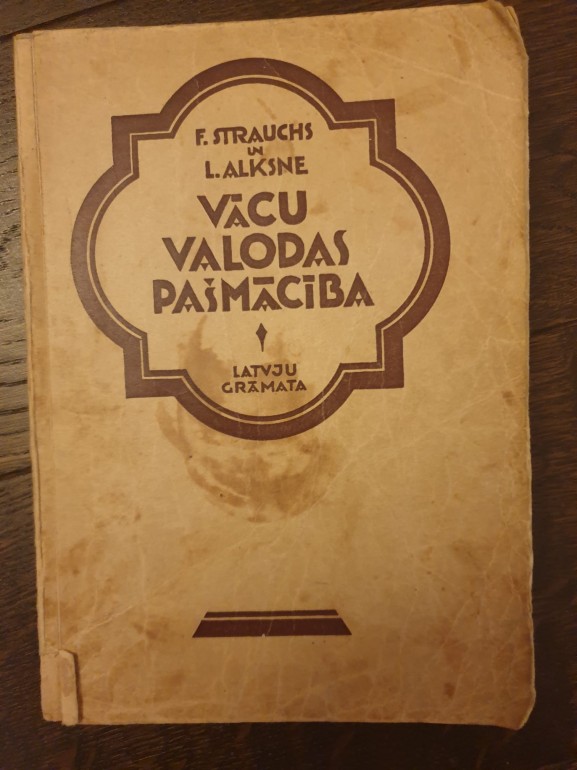 F. STRAUCHS
UN
L. ALKSNE
VĀCU
VALODAS
PAŠMĀCĪBA
LATVJU
GRĀMATA